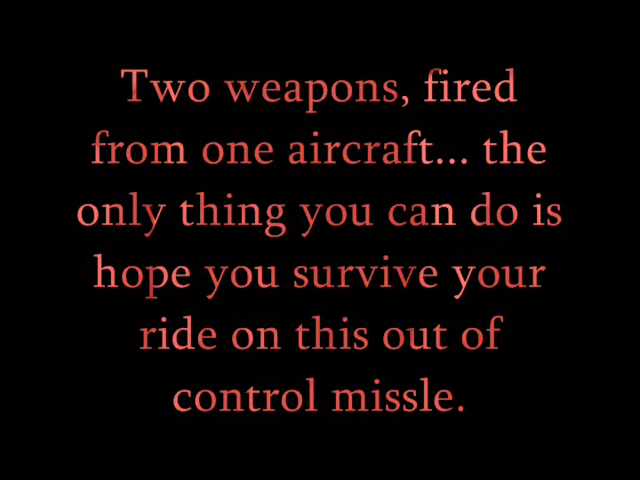 Two weapons, fired
from one aircraft... the
only thing you can do is
hope you survive your
ride on this out of
control missle.